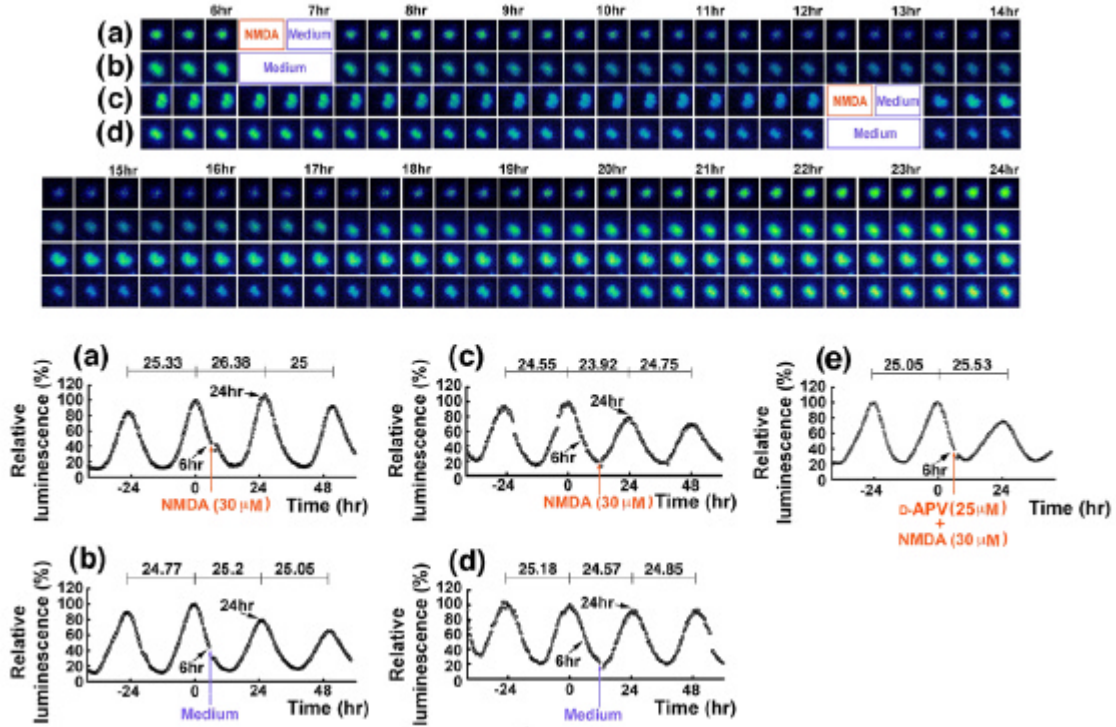 6hr 7hr 8hr 9hr 10hr 11hr 12hr 13hr 14hr
(a) NMDA Medium
(b) Medium
(c) NMDA Medium
(d) Medium
15hr 16hr 17hr 18hr 19hr 20hr 21hr 22hr 23hr 24hr
(a)
25.33 26.38 25
Relative luminescence (%)
120
100
80
60
40
20
0
24hr
6hr
-24 0 24 48
Time (hr)
NMDA (30 μM)
(c)
24.55 23.92 24.75
Relative luminescence (%)
120
100
80
60
40
20
0
24hr
6hr
-24 0 24 48
Time (hr)
NMDA (30 μM)
(e)
25.05 25.53
Relative luminescence (%)
120
100
80
60
40
20
0
6hr
-24 0 24
Time (hr)
D-APV (25μM)
+
NMDA (30 μM)
(b)
24.77 25.2 25.05
Relative luminescence (%)
120
100
80
60
40
20
0
24hr
6hr
-24 0 24 48
Time (hr)
Medium
(d)
25.18 24.57 24.85
Relative luminescence (%)
120
100
80
60
40
20
0
24hr
6hr
-24 0 24 48
Time (hr)
Medium